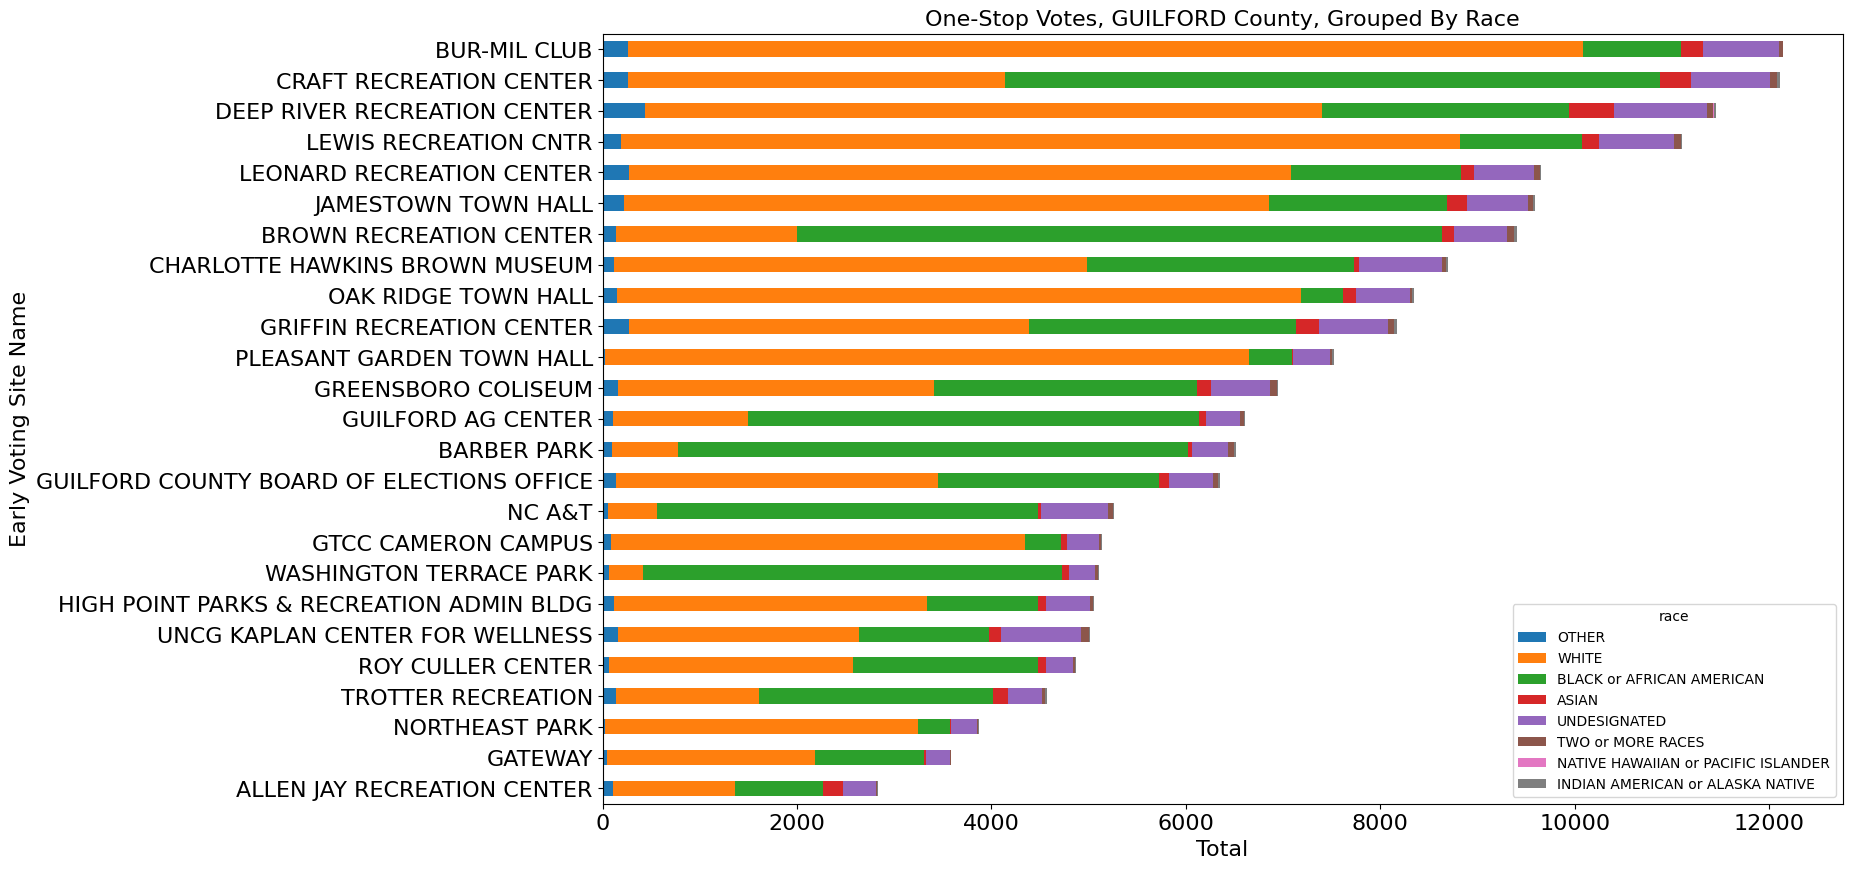 One-Stop Votes, GUILFORD County, Grouped By Race
Early Voting Site Name
BUR-MIL CLUB
CRAFT RECREATION CENTER
DEEP RIVER RECREATION CENTER
LEWIS RECREATION CNTR
LEONARD RECREATION CENTER
JAMESTOWN TOWN HALL
BROWN RECREATION CENTER
CHARLOTTE HAWKINS BROWN MUSEUM
OAK RIDGE TOWN HALL
GRIFFIN RECREATION CENTER
PLEASANT GARDEN TOWN HALL
GREENSBORO COLISEUM
GUILFORD AG CENTER
BARBER PARK
GUILFORD COUNTY BOARD OF ELECTIONS OFFICE
NC A&T
GTCC CAMERON CAMPUS
WASHINGTON TERRACE PARK
HIGH POINT PARKS & RECREATION ADMIN BLDG
UNCG KAPLAN CENTER FOR WELLNESS
ROY CULLER CENTER
TROTTER RECREATION
NORTHEAST PARK
GATEWAY
ALLEN JAY RECREATION CENTER
race
OTHER
WHITE
BLACK or AFRICAN AMERICAN
ASIAN
UNDESIGNATED
TWO or MORE RACES
NATIVE HAWAIIAN or PACIFIC ISLANDER
INDIAN AMERICAN or ALASKA NATIVE
0 2000 4000 6000 8000 10000 12000
Total